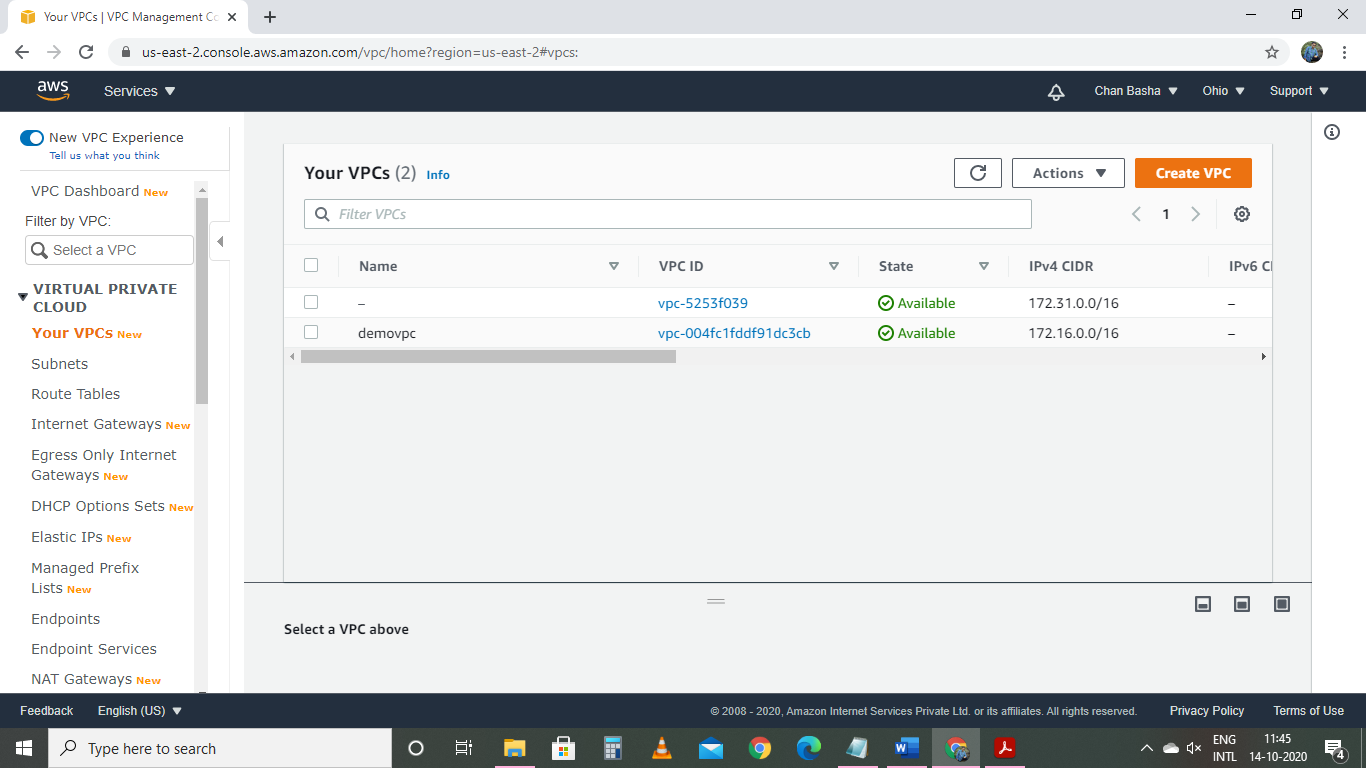 Your VPCs | VPC Management Co
us-east-2.console.aws.amazon.com/vpc/home?region=us-east-2#vpcs:
aws
Services
Chan Basha
Ohio
Support
New VPC Experience
Tell us what you think
VPC Dashboard New
Filter by VPC:
Select a VPC
VIRTUAL PRIVATE
CLOUD
Your VPCs New
Subnets
Route Tables
Internet Gateways New
Egress Only Internet
Gateways New
DHCP Options Sets New
Elastic IPs New
Managed Prefix
Lists New
Endpoints
Endpoint Services
NAT Gateways New
Your VPCs (2) Info
Actions
Create VPC
Filter VPCs
1
Name VPC ID State IPv4 CIDR IPv6 CI
– vpc-5253f039 Available 172.31.0.0/16 –
demovpc vpc-004fc1fddf91dc3cb Available 172.16.0.0/16 –
Select a VPC above
Feedback
English (US)
© 2008 - 2020, Amazon Internet Services Private Ltd. or its affiliates. All rights reserved.
Privacy Policy
Terms of Use
Type here to search
ENG
INTL
11:45
14-10-2020
4